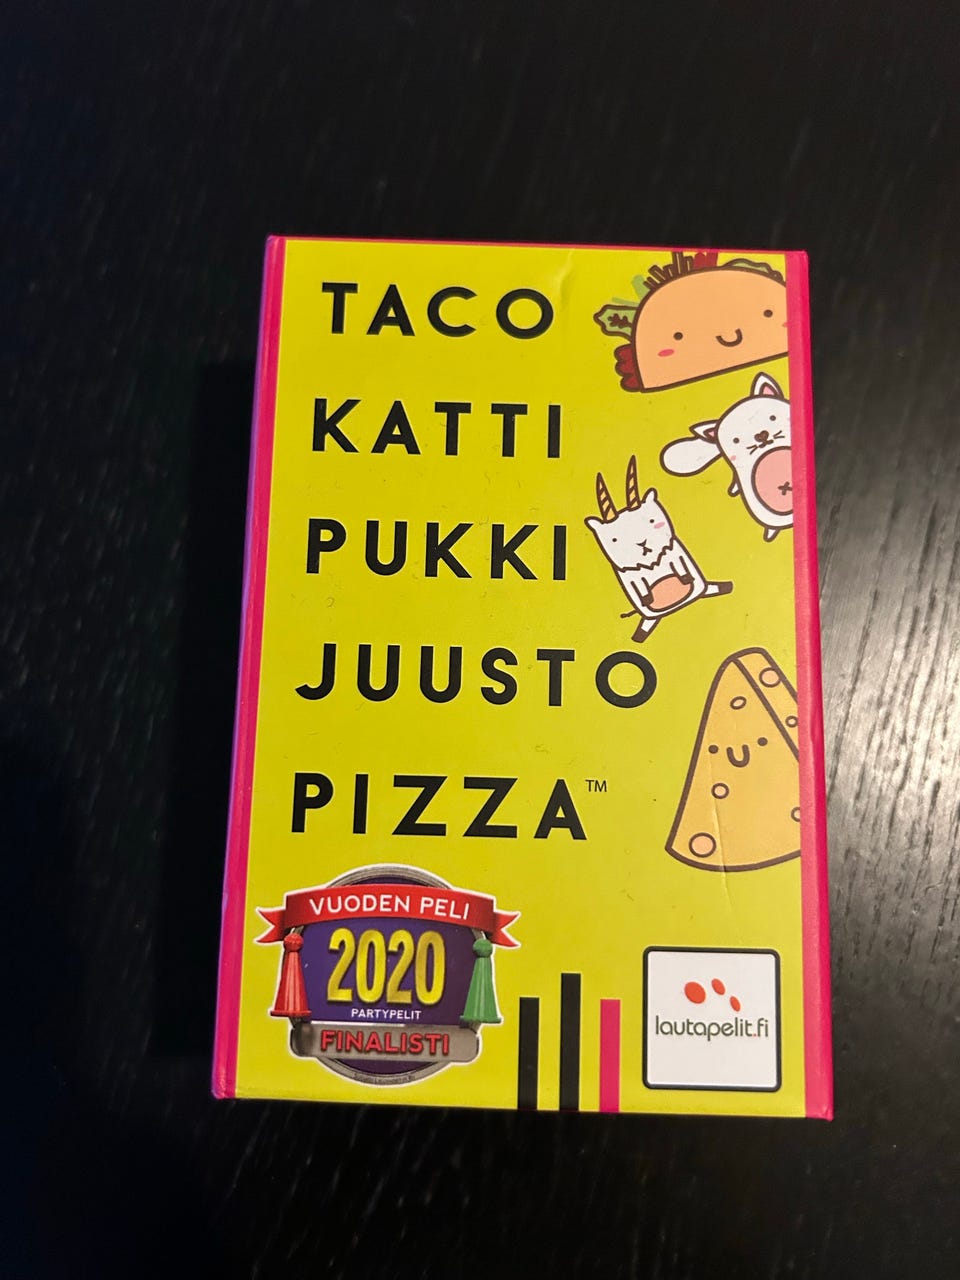 TACO
KATTI
PUKKI
JUUSTO
PIZZA™
VUODEN PELI
2020
PARTYPELIT
FINALISTI
lautapelit.fi